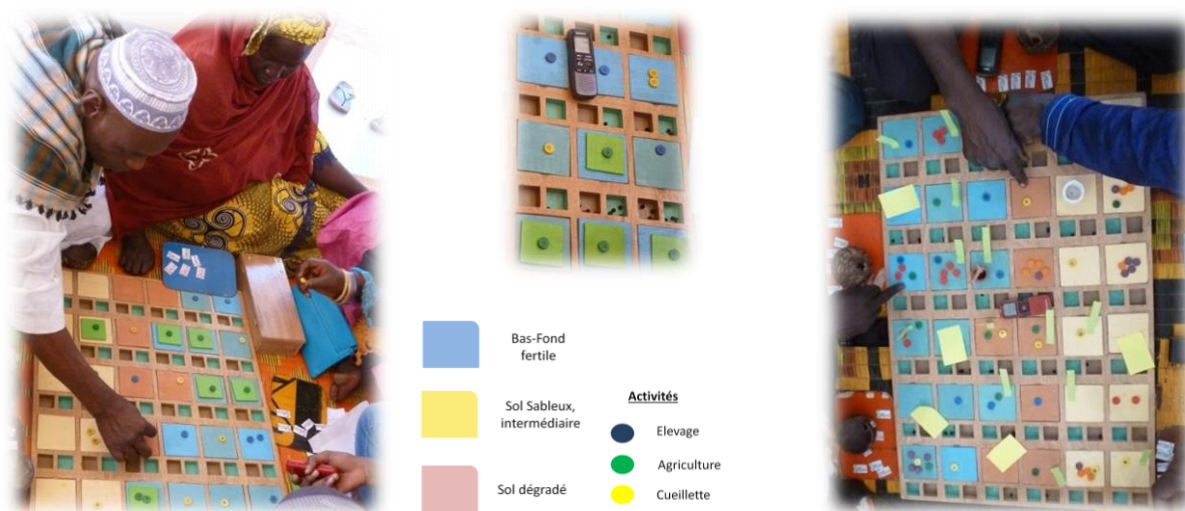 Bas-Fond
fertile
Sol Sableux,
intermédiaire
Sol dégradé
Activités
Elevage
Agriculture
Cueillette